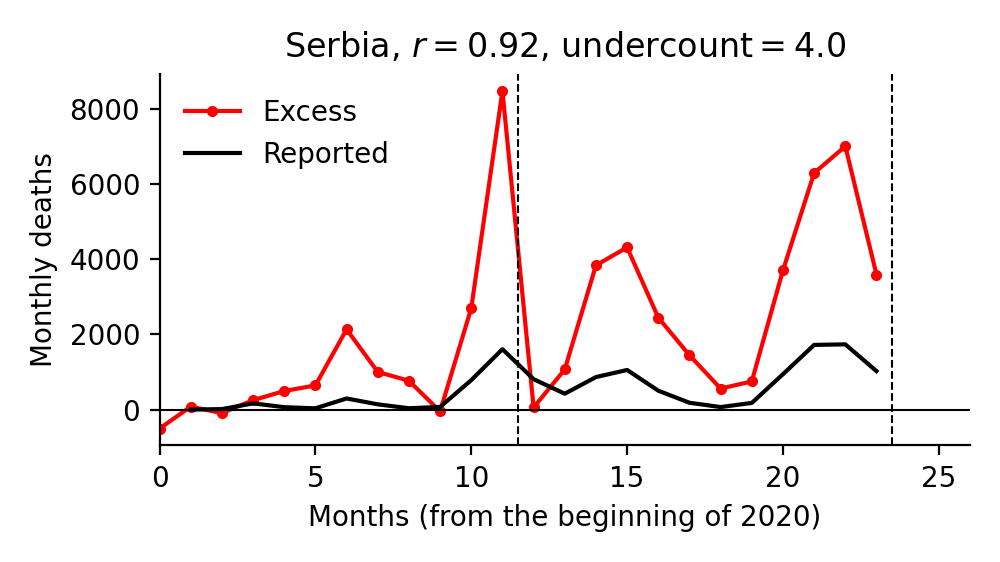 Serbia, r = 0.92, undercount = 4.0
Excess
Reported
Monthly deaths
8000
6000
4000
2000
0
0 5 10 15 20 25
Months (from the beginning of 2020)